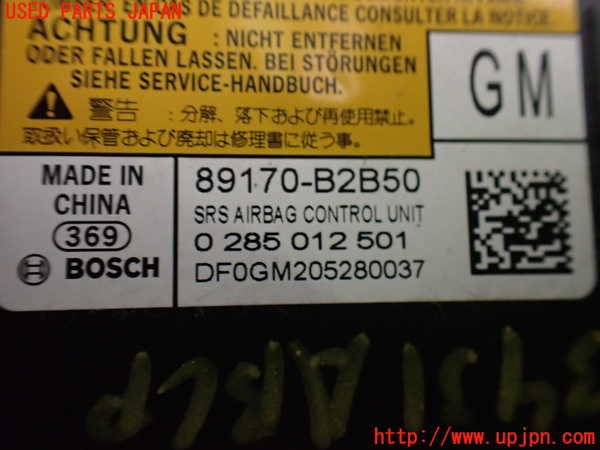 USED PARTS JAPAN
DE DEFAILLANCE CONSULTER LA NOTICE.
ACHTUNG : NICHT ENTFERNEN
ODER FALLEN LASSEN. BEI STÖRUNGEN
SIEHE SERVICE-HANDBUCH.
GM
警告 : 分解、落下および再使用禁止。
取扱い保管および廃却は修理書に従う事。
MADE IN
CHINA
369
BOSCH
89170-B2B50
SRS AIRBAG CONTROL UNIT
0 285 012 501
DF0GM205280037
3431 ABCP
http://www.upjpn.com/